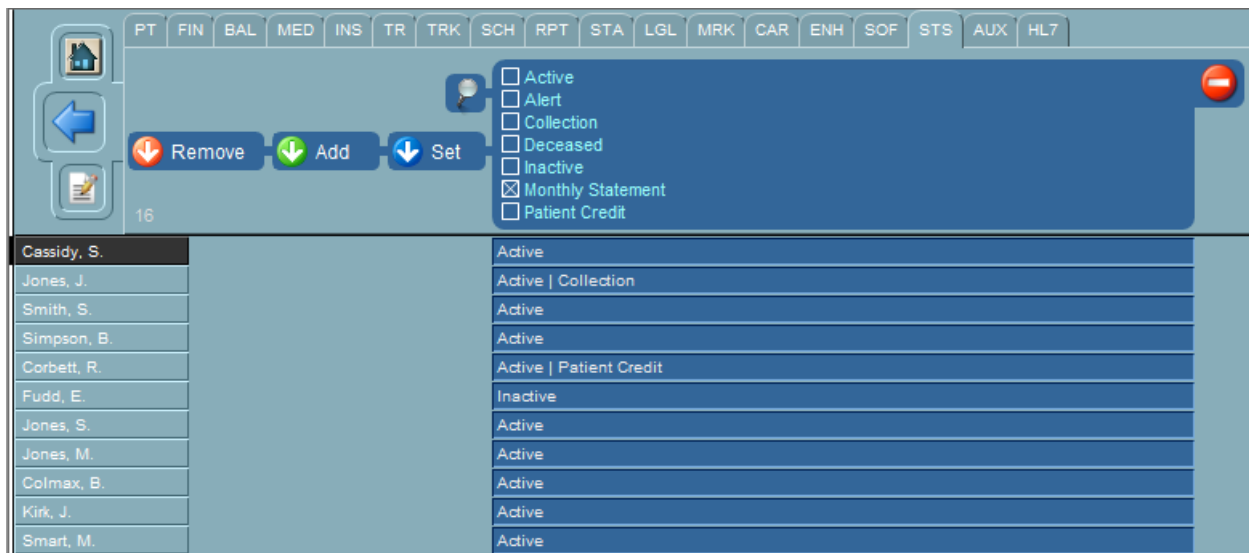 PT FIN BAL MED INS TR TRK SCH RPT STA LGL MRK CAR ENH SOF STS AUX HL7
Active
Alert
Collection
Deceased
Inactive
Monthly Statement
Patient Credit
Remove Add Set
16
Cassidy, S. Active
Jones, J. Active | Collection
Smith, S. Active
Simpson, B. Active
Corbett, R. Active | Patient Credit
Fudd, E. Inactive
Jones, S. Active
Jones, M. Active
Colmax, B. Active
Kirk, J. Active
Smart, M. Active